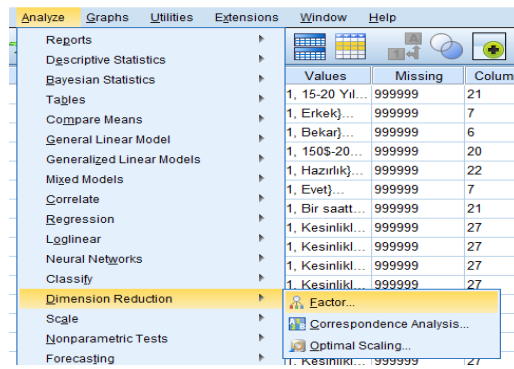 Analyze Graphs Utilities Extensions Window Help
Reports
Descriptive Statistics
Bayesian Statistics
Tables
Compare Means
General Linear Model
Generalized Linear Models
Mixed Models
Correlate
Regression
Loglinear
Neural Networks
Classify
Dimension Reduction
Scale
Nonparametric Tests
Forecasting
Factor...
Correspondence Analysis...
Optimal Scaling...
Values Missing Colum
1, 15-20 Yıl... 999999 21
1, Erkek}... 999999 7
1, Bekar}... 999999 6
1, 150$-20... 999999 20
1, Hazırlık}... 999999 22
1, Evet}... 999999 7
1, Bir saatt... 999999 21
1, Kesinlikl... 999999 27
1, Kesinlikl... 999999 27
1, Kesinlikl... 999999 27
1, Kesinlikl... 999999 27
1, Kesinlikl... 999999 27